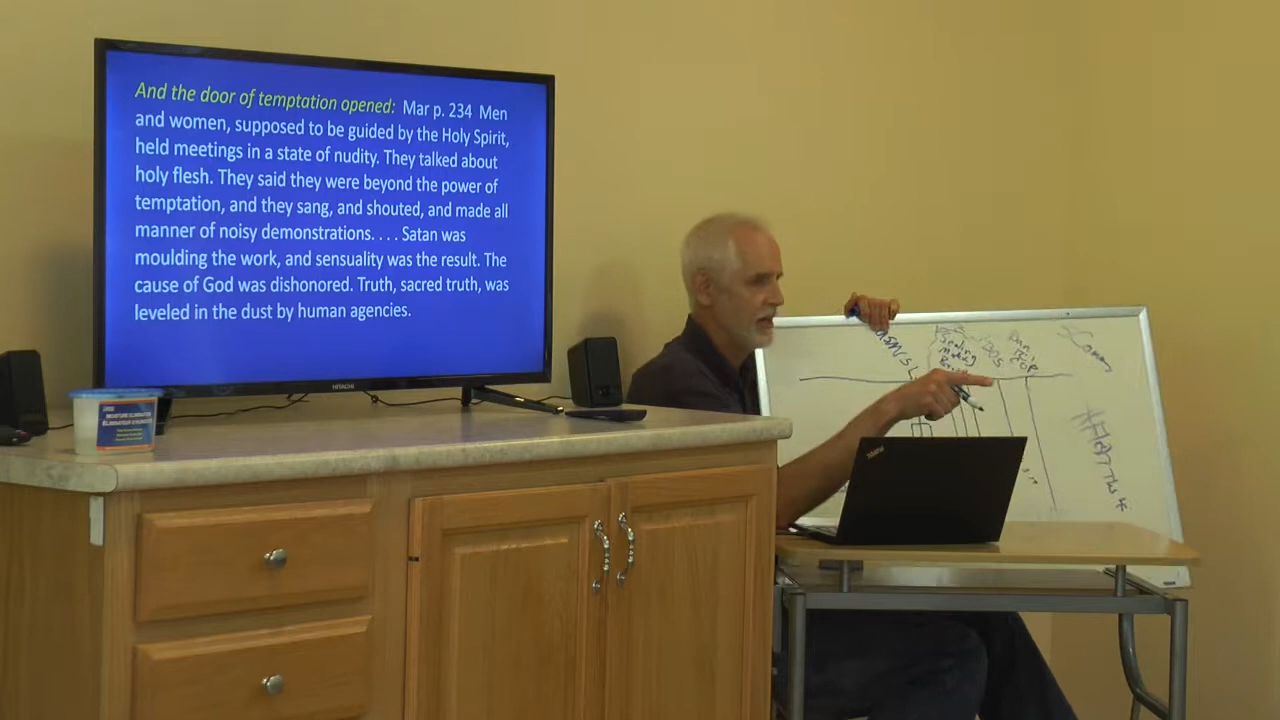 And the door of temptation opened: Mar p. 234 Men
and women, supposed to be guided by the Holy Spirit,
held meetings in a state of nudity. They talked about
holy flesh. They said they were beyond the power of
temptation, and they sang, and shouted, and made all
manner of noisy demonstrations. . . . Satan was
moulding the work, and sensuality was the result. The
cause of God was dishonored. Truth, sacred truth, was
leveled in the dust by human agencies.
HITACHI
MOISTURE ELIMINATOR
Sealing
ThinkPad